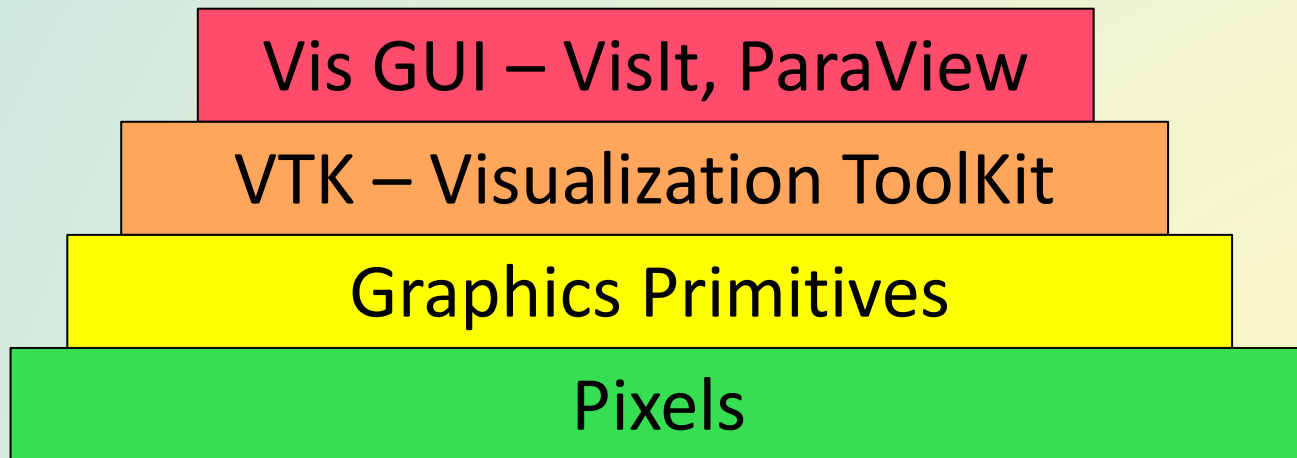 Vis GUI – VisIt, ParaView
VTK – Visualization ToolKit
Graphics Primitives
Pixels